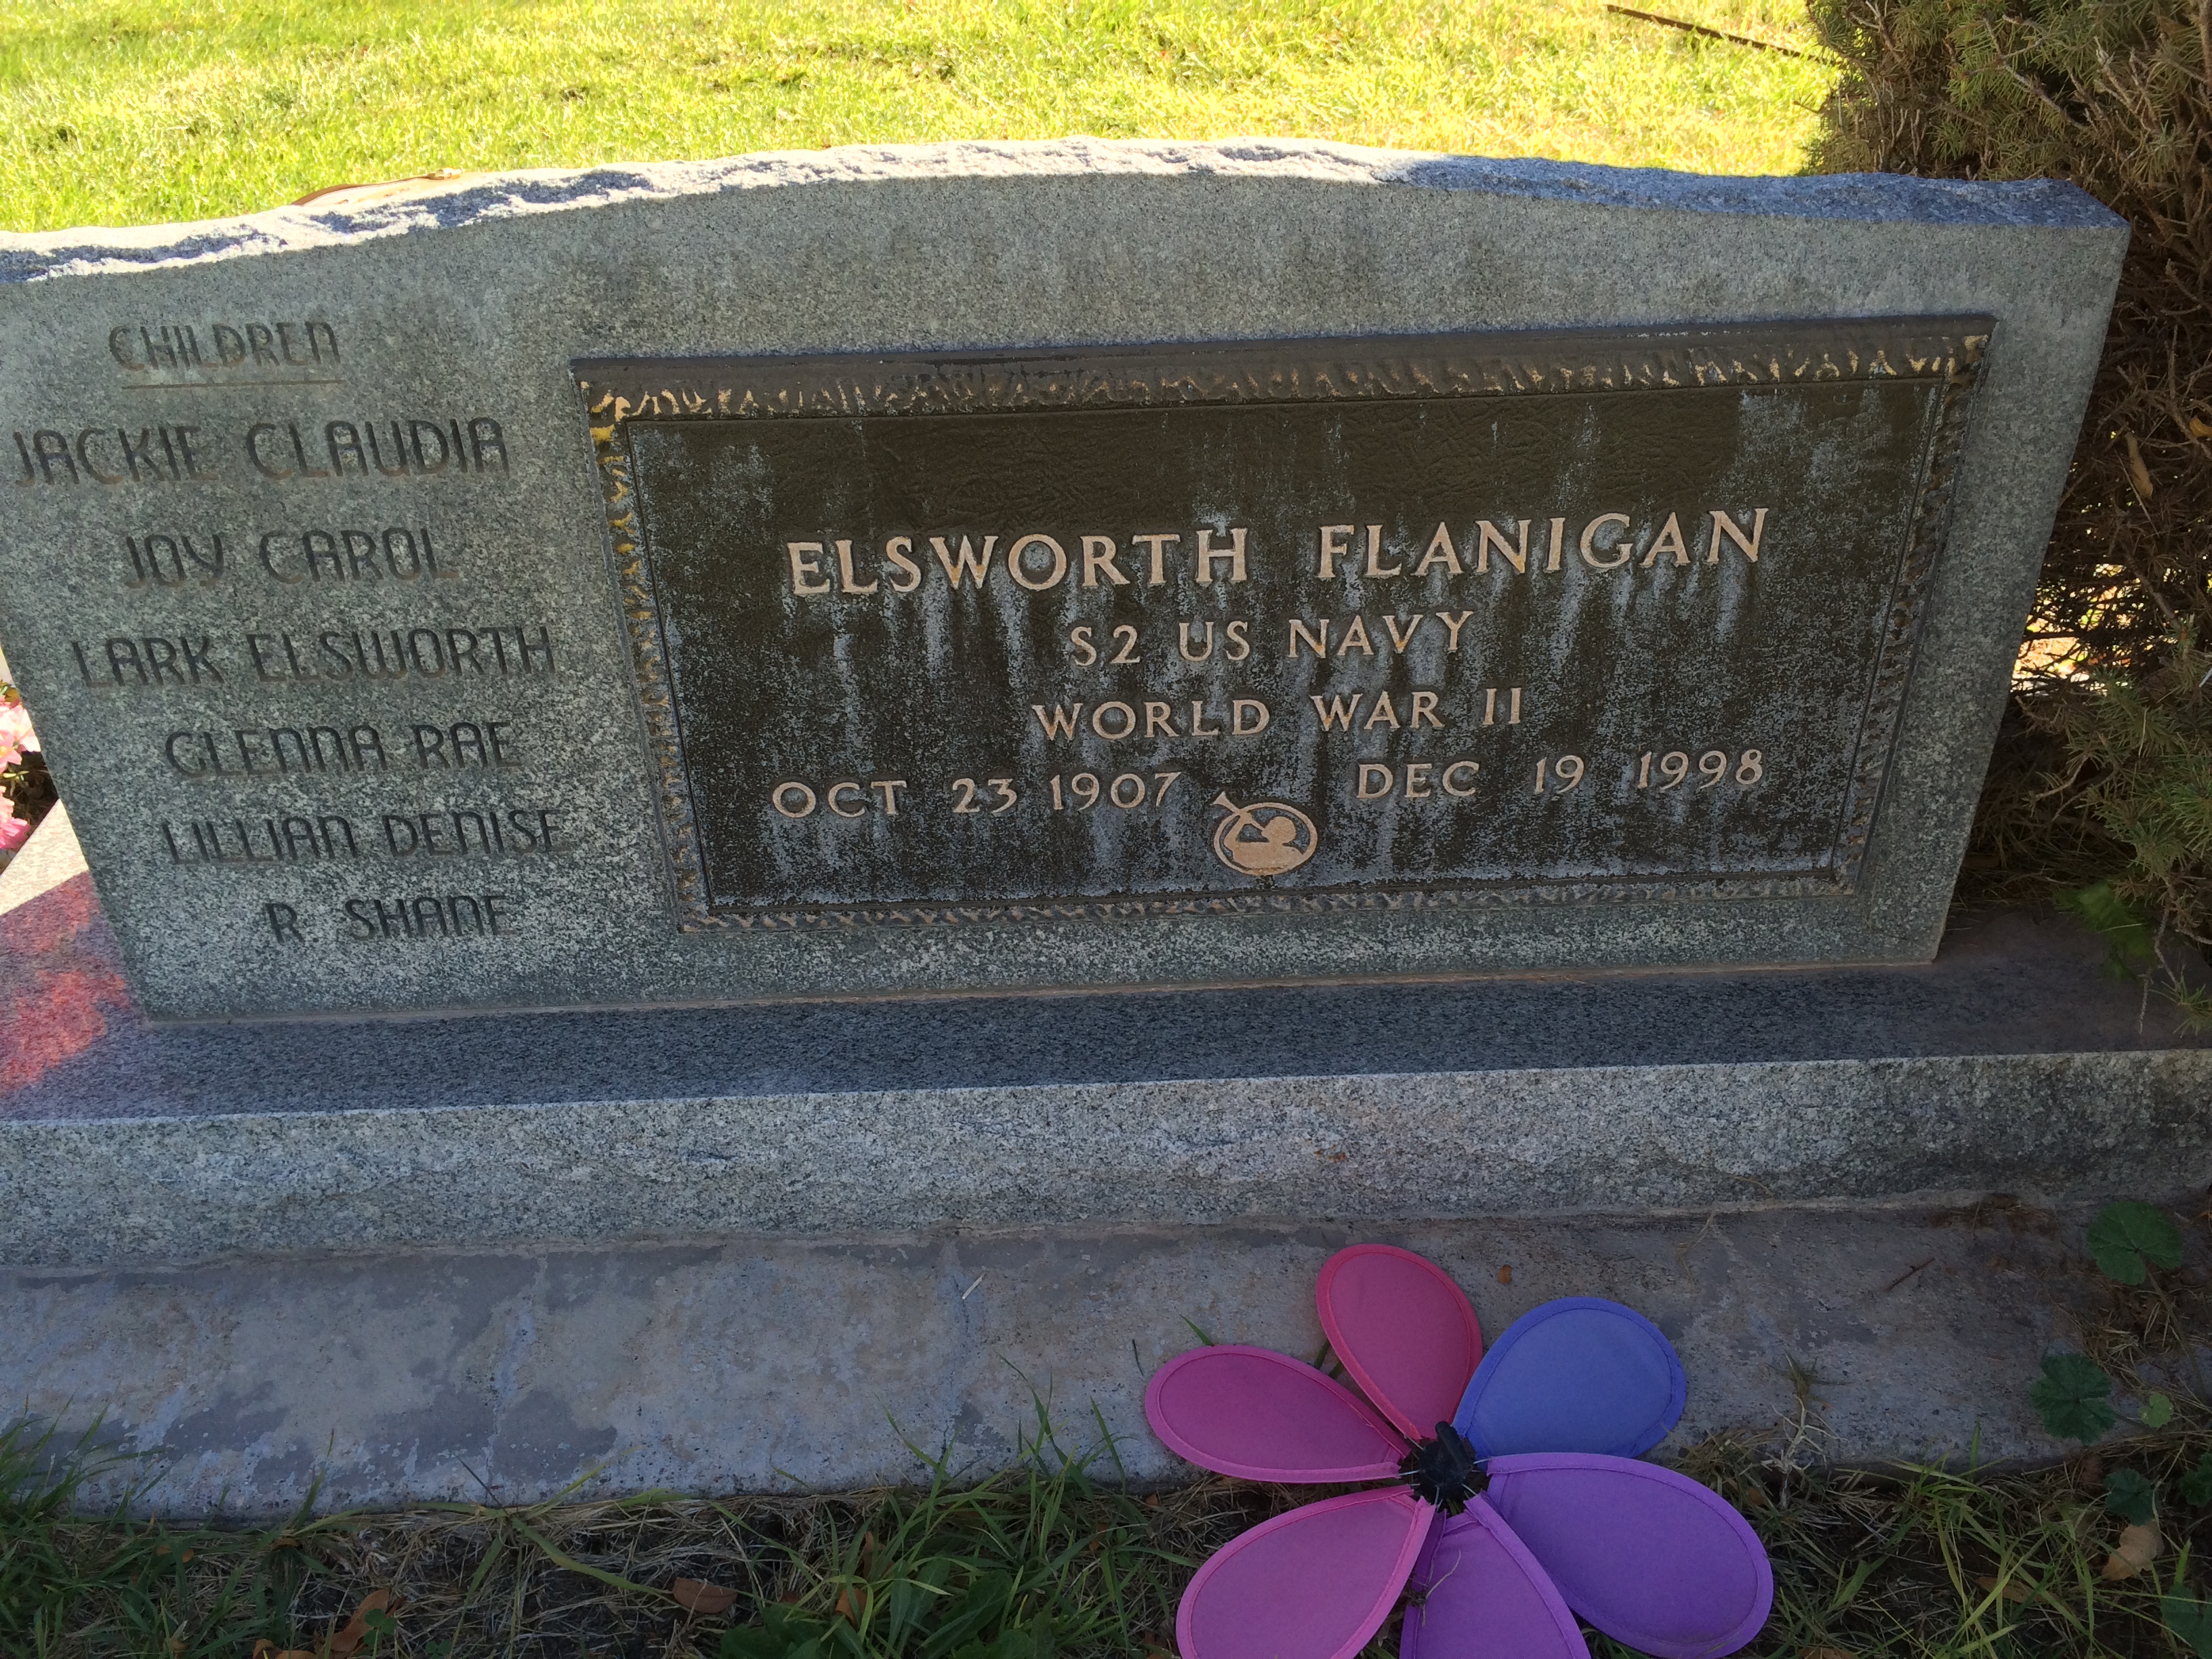 CHILDREN
JACKIE CLAUDIA
JOY CAROL
LARK ELSWORTH
GLENNA RAE
LILLIAN DENISE
R. SHANE
ELSWORTH FLANIGAN
S2 US NAVY
WORLD WAR II
OCT 23 1907 DEC 19 1998